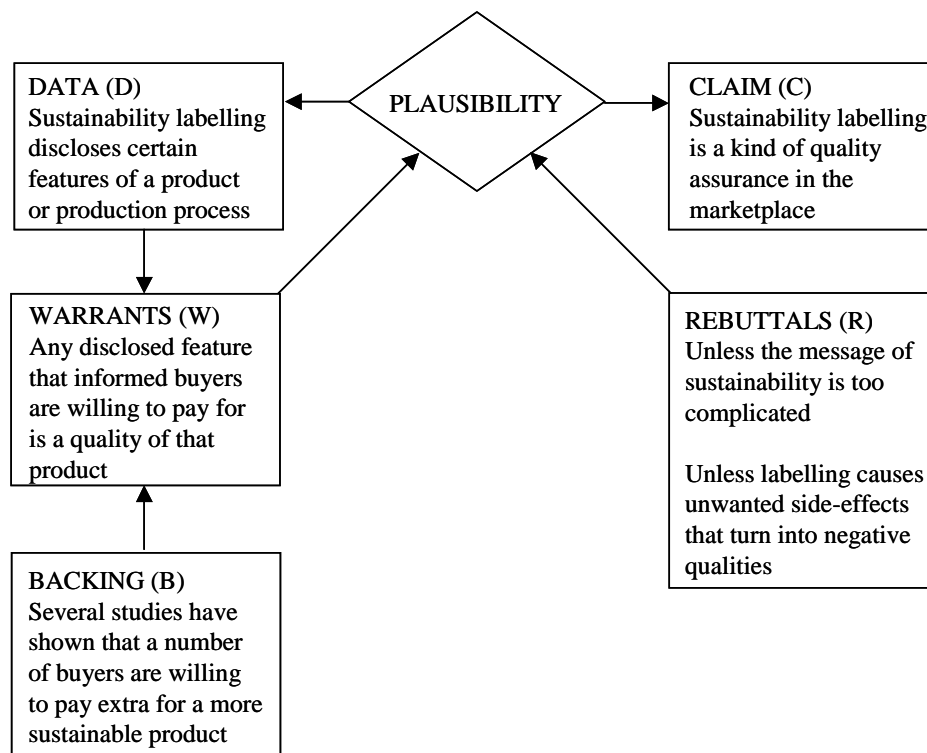 DATA (D)
Sustainability labelling
discloses certain
features of a product
or production process
PLAUSIBILITY
CLAIM (C)
Sustainability labelling
is a kind of quality
assurance in the
marketplace
WARRANTS (W)
Any disclosed feature
that informed buyers
are willing to pay for
is a quality of that
product
REBUTTALS (R)
Unless the message of
sustainability is too
complicated
Unless labelling causes
unwanted side-effects
that turn into negative
qualities
BACKING (B)
Several studies have
shown that a number
of buyers are willing
to pay extra for a more
sustainable product